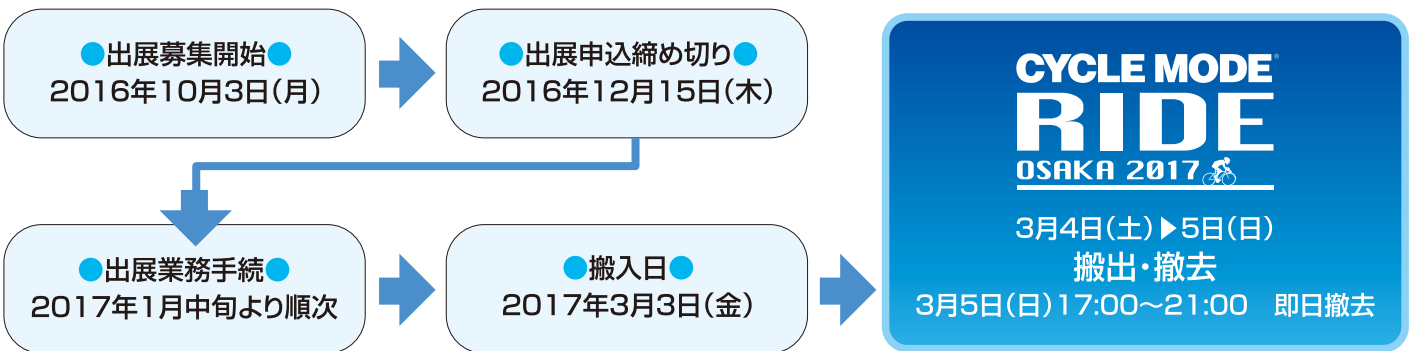 ●出展募集開始●
2016年10月3日(月)
●出展申込締め切り●
2016年12月15日(木)
●出展業務手続●
2017年1月中旬より順次
●搬入日●
2017年3月3日(金)
CYCLE MODE®
RIDE
OSAKA 2017
3月4日(土)▶5日(日)
搬出・撤去
3月5日(日)17:00〜21:00　即日撤去